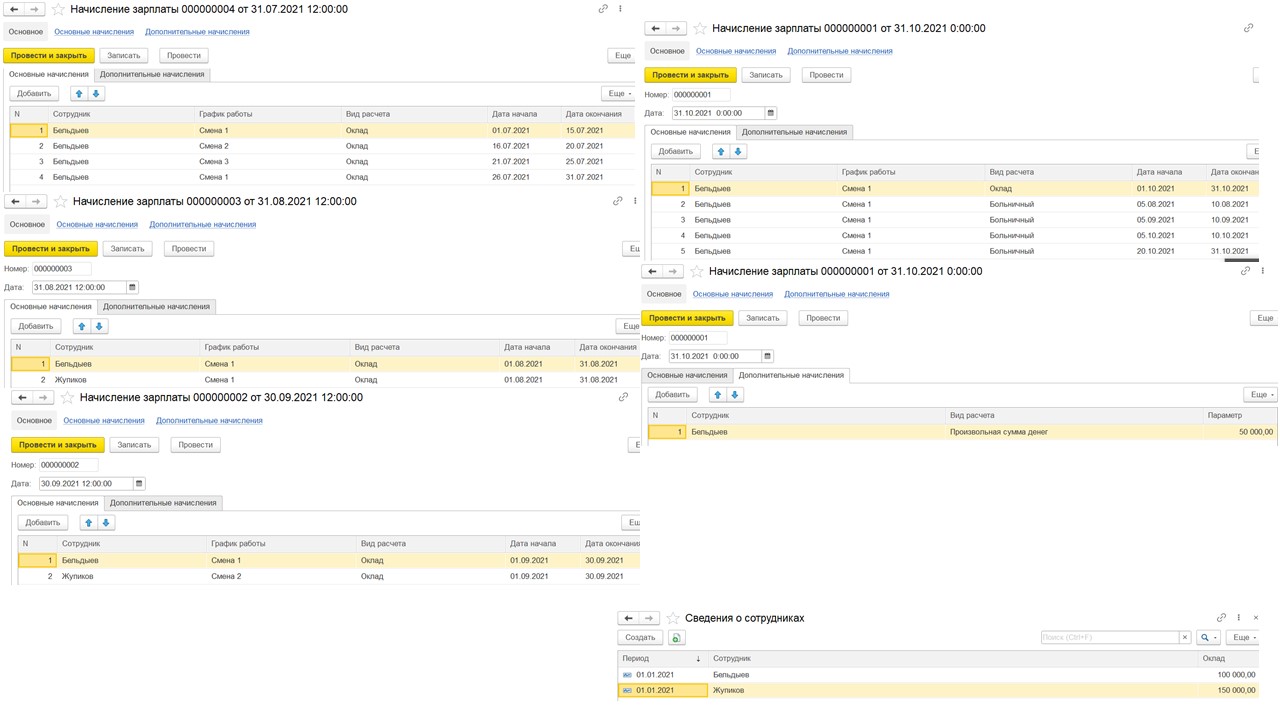 Начисление зарплаты 000000004 от 31.07.2021 12:00:00
Основное Основные начисления Дополнительные начисления
Провести и закрыть Записать Провести Еще
Основные начисления Дополнительные начисления
Добавить Еще
N Сотрудник График работы Вид расчета Дата начала Дата окончания
1 Бельдыев Смена 1 Оклад 01.07.2021 15.07.2021
2 Бельдыев Смена 2 Оклад 16.07.2021 20.07.2021
3 Бельдыев Смена 3 Оклад 21.07.2021 25.07.2021
4 Бельдыев Смена 1 Оклад 26.07.2021 31.07.2021
Начисление зарплаты 000000003 от 31.08.2021 12:00:00
Основное Основные начисления Дополнительные начисления
Провести и закрыть Записать Провести Ец
Номер: 000000003
Дата: 31.08.2021 12:00:00
Основные начисления Дополнительные начисления
Добавить Еще
N Сотрудник График работы Вид расчета Дата начала Дата окончания
1 Бельдыев Смена 1 Оклад 01.08.2021 31.08.2021
2 Жупиков Смена 1 Оклад 01.08.2021 31.08.2021
Начисление зарплаты 000000002 от 30.09.2021 12:00:00
Основное Основные начисления Дополнительные начисления
Провести и закрыть Записать Провести Е
Номер: 000000002
Дата: 30.09.2021 12:00:00
Основные начисления Дополнительные начисления
Добавить Ещ
N Сотрудник График работы Вид расчета Дата начала Дата окончания
1 Бельдыев Смена 1 Оклад 01.09.2021 30.09.2021
2 Жупиков Смена 2 Оклад 01.09.2021 30.09.2021
Начисление зарплаты 000000001 от 31.10.2021 0:00:00
Основное Основные начисления Дополнительные начисления
Провести и закрыть Записать Провести
Номер: 000000001
Дата: 31.10.2021 0:00:00
Основные начисления Дополнительные начисления
Добавить Е
N Сотрудник График работы Вид расчета Дата начала Дата окончан
1 Бельдыев Смена 1 Оклад 01.10.2021 31.10.2021
2 Бельдыев Смена 1 Больничный 05.08.2021 10.08.2021
3 Бельдыев Смена 1 Больничный 05.09.2021 10.09.2021
4 Бельдыев Смена 1 Больничный 05.10.2021 10.10.2021
5 Бельдыев Смена 1 Больничный 20.10.2021 31.10.2021
Начисление зарплаты 000000001 от 31.10.2021 0:00:00
Основное Основные начисления Дополнительные начисления
Провести и закрыть Записать Провести Еще
Номер: 000000001
Дата: 31.10.2021 0:00:00
Основные начисления Дополнительные начисления
Добавить Еще
N Сотрудник Вид расчета Параметр
1 Бельдыев Произвольная сумма денег 50 000,00
Сведения о сотрудниках
Создать Поиск (Ctrl+F) Еще
Период Сотрудник Оклад
01.01.2021 Бельдыев 100 000,00
01.01.2021 Жупиков 150 000,00